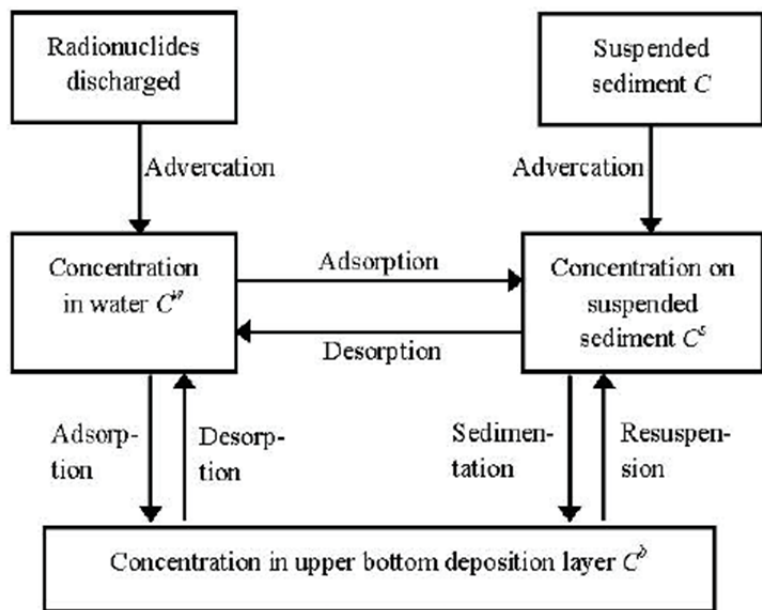 Radionuclides
discharged
Suspended
sediment C
Advercation
Advercation
Concentration
in water C^w
Adsorption
Concentration on
suspended
sediment C^s
Desorption
Adsorp-
tion
Desorp-
tion
Sedimen-
tation
Resuspen-
sion
Concentration in upper bottom deposition layer C^b